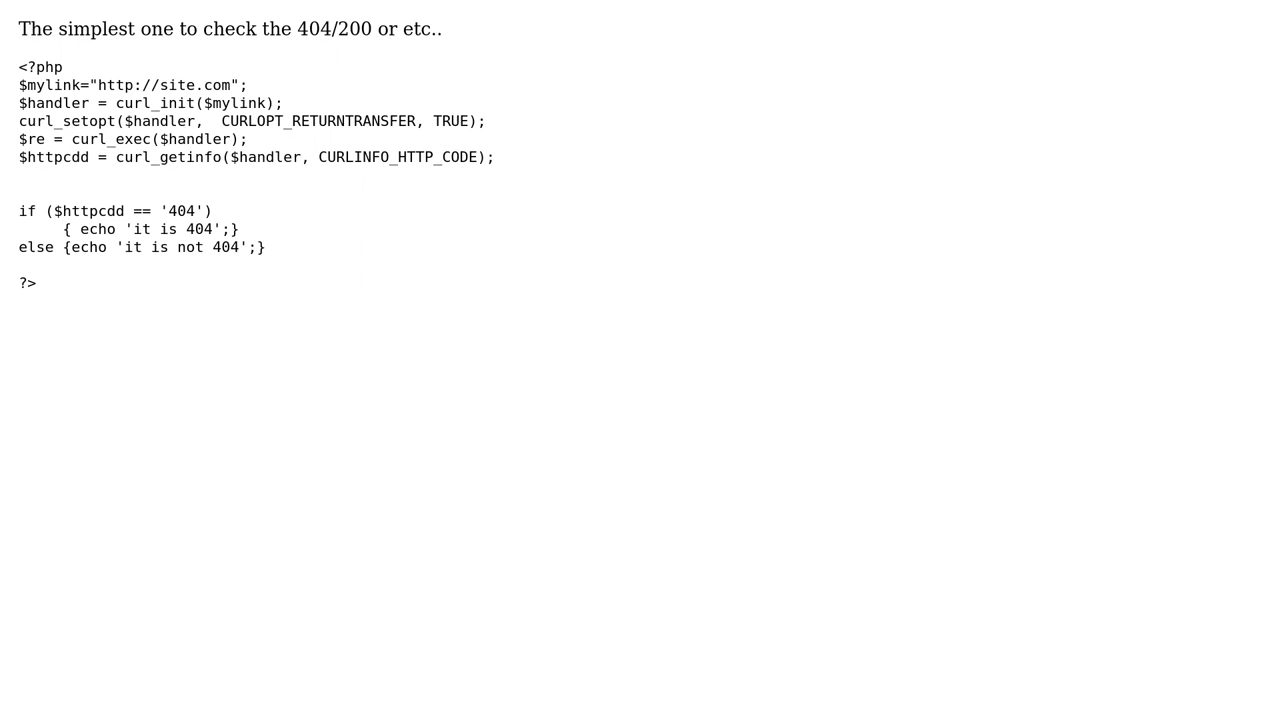 The simplest one to check the 404/200 or etc..
<?php
$mylink="http://site.com";
$handler = curl_init($mylink);
curl_setopt($handler,  CURLOPT_RETURNTRANSFER, TRUE);
$re = curl_exec($handler);
$httpcdd = curl_getinfo($handler, CURLINFO_HTTP_CODE);
if ($httpcdd == '404')
     { echo 'it is 404';}
else {echo 'it is not 404';}
?>